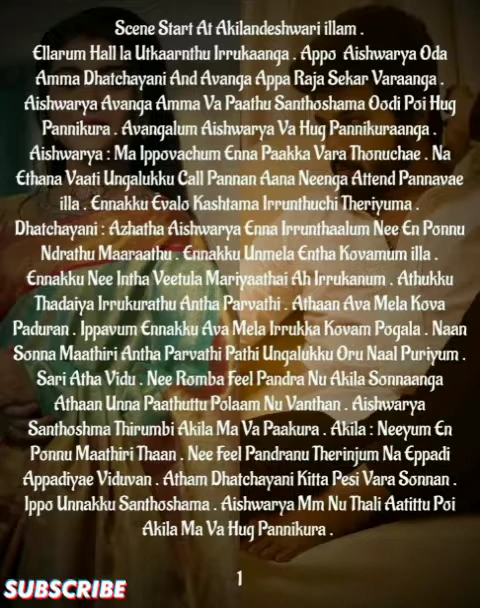 Scene Start At Akilandeshwari illam .
Ellarum Hall la Utkaarnthu Irrukaanga . Appo Aishwarya Oda
Amma Dhatchayani And Avanga Appa Raja Sekar Varaanga .
Aishwarya Avanga Amma Va Paathu Santhoshama Oodi Poi Hug
Pannikura . Avangalum Aishwarya Va Hug Pannikuraanga .
Aishwarya : Ma Ippovachum Enna Paakka Vara Thonuchae . Na
Ethana Vaati Ungalukku Call Pannan Aana Neenga Attend Pannavae
illa . Ennakku Evalo Kashtama Irrunthuchi Theriyuma .
Dhatchayani : Azhatha Aishwarya Enna Irrunthaalum Nee En Ponnu
Ndrathu Maaraathu . Ennakku Unmela Entha Kovamum illa .
Ennakku Nee Intha Veetula Mariyaathai Ah Irrukanum . Athukku
Thadaiya Irrukurathu Antha Parvathi . Athaan Ava Mela Kova
Paduran . Ippavum Ennakku Ava Mela Irrukka Kovam Pogala . Naan
Sonna Maathiri Antha Parvathi Pathi Ungalukku Oru Naal Puriyum .
Sari Atha Vidu . Nee Romba Feel Pandra Nu Akila Sonnaanga
Athaan Unna Paathuttu Polaam Nu Vanthan . Aishwarya
Santhoshma Thirumbi Akila Ma Va Paakura . Akila : Neeyum En
Ponnu Maathiri Thaan . Nee Feel Pandranu Therinjum Na Eppadi
Appadiyae Viduvan . Atham Dhatchayani Kitta Pesi Vara Sonnan .
Ippo Unnakku Santhoshama . Aishwarya Mm Nu Thali Aatittu Poi
Akila Ma Va Hug Pannikura .
1
SUBSCRIBE